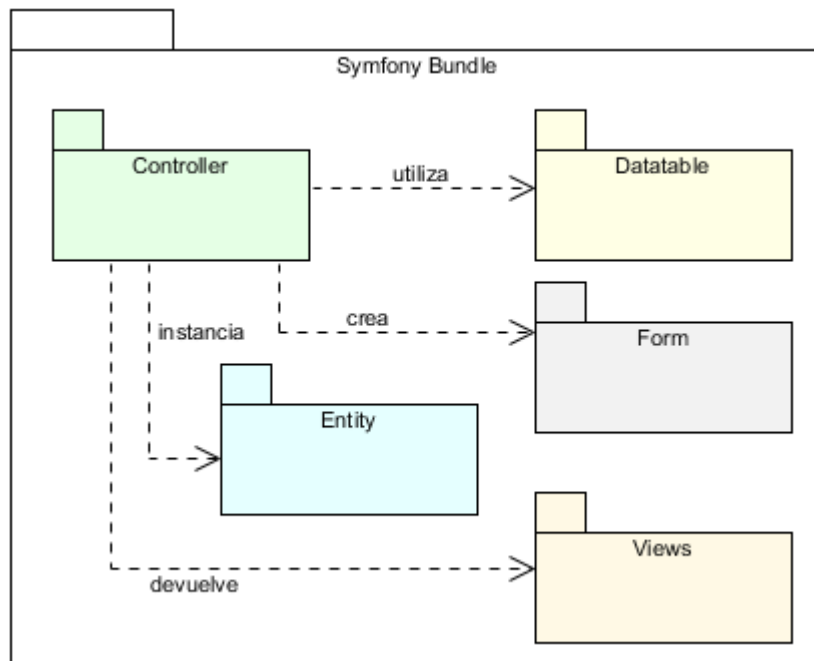 Symfony Bundle
Controller
Datatable
utiliza
Form
crea
instancia
Entity
Views
devuelve